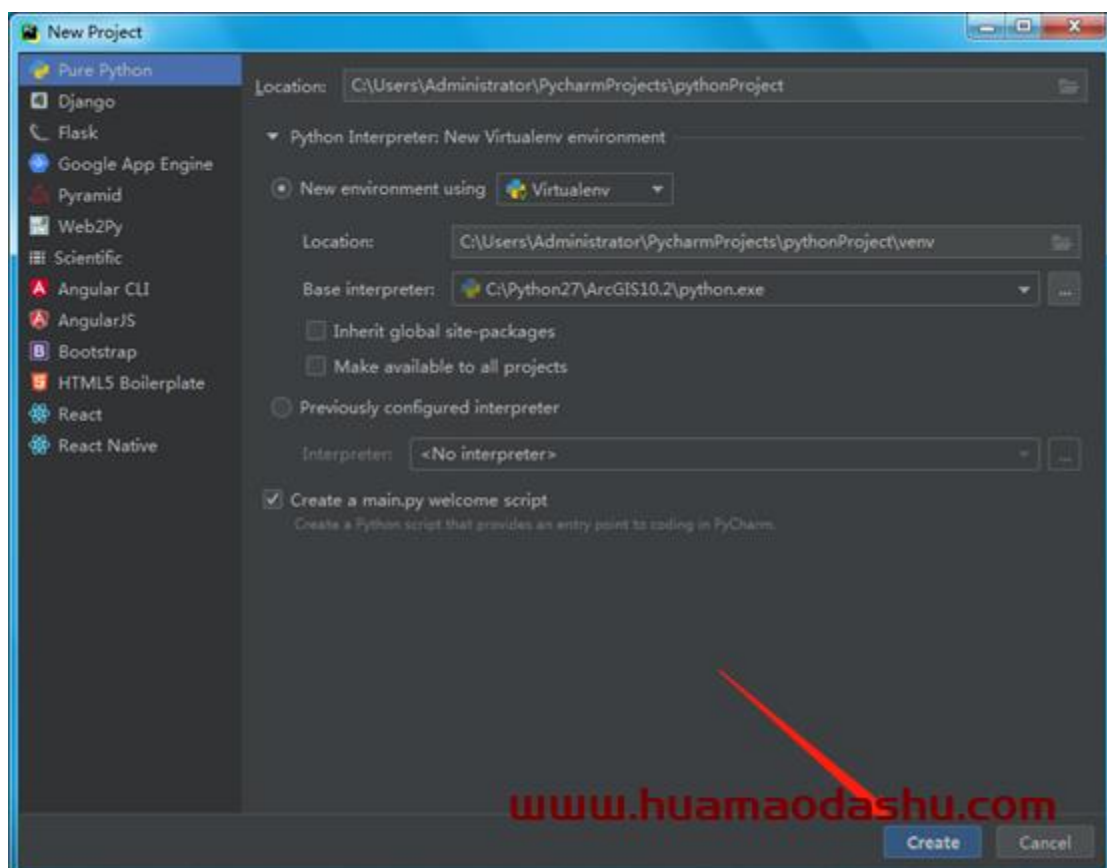 New Project
Pure Python
Django
Flask
Google App Engine
Pyramid
Web2Py
Scientific
Angular CLI
AngularJS
Bootstrap
HTML5 Boilerplate
React
React Native
Location: C:\Users\Administrator\PycharmProjects\pythonProject
Python Interpreter: New Virtualenv environment
New environment using Virtualenv
Location: C:\Users\Administrator\PycharmProjects\pythonProject\venv
Base interpreter: C:\Python27\ArcGIS10.2\python.exe ...
Inherit global site-packages
Make available to all projects
Previously configured interpreter
Interpreter: <No interpreter> ...
Create a main.py welcome script
Create a Python script that provides an entry point to coding in PyCharm.
www.huamaodashu.com
Create Cancel